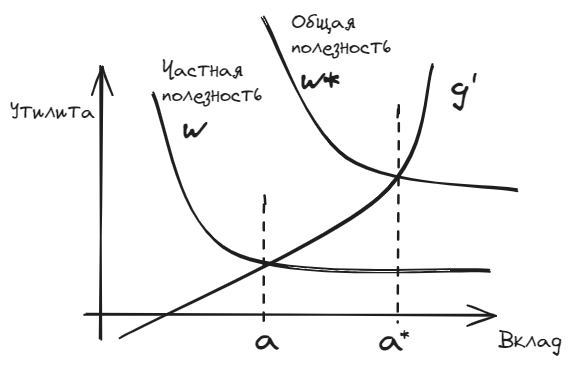 Общая
полезность
w*
Частная
полезность
w
g'
Утилита
a
a*
Вклад